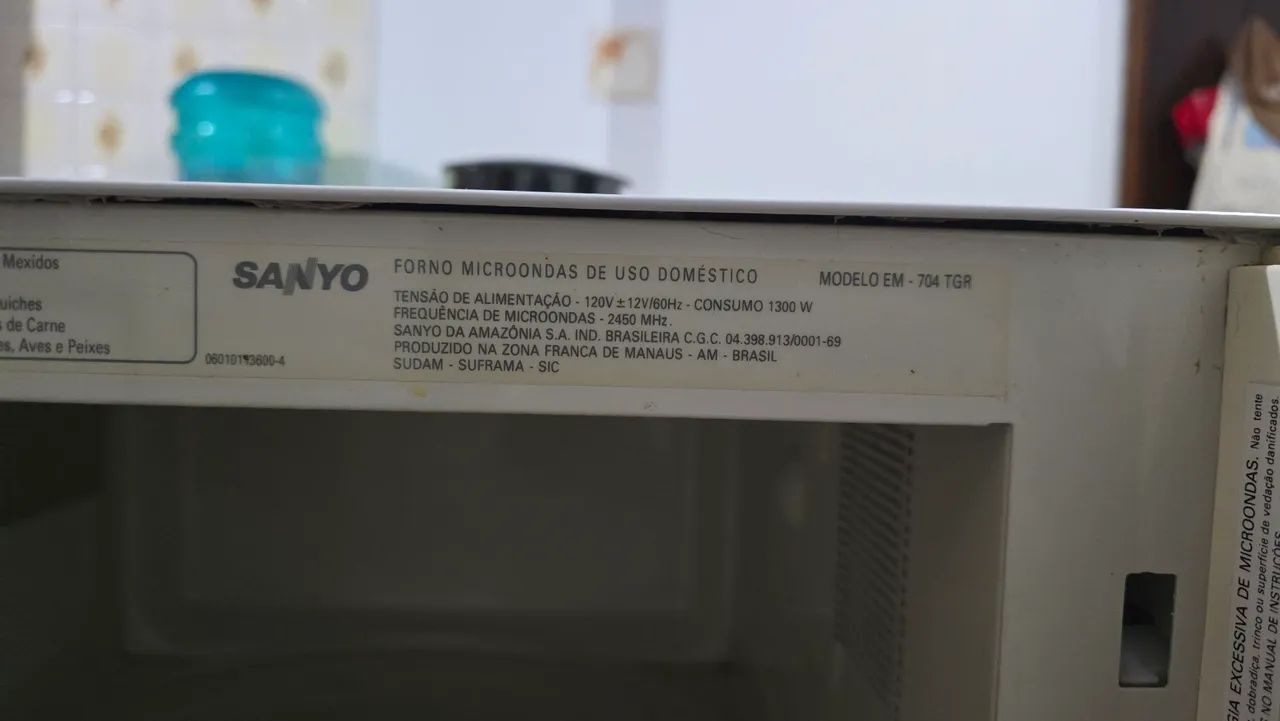 Mexidos
uiches
s de Carne
es, Aves e Peixes
06010193600-4
SANYO
FORNO MICROONDAS DE USO DOMÉSTICO
MODELO EM - 704 TGR
TENSÃO DE ALIMENTAÇÃO - 120V ± 12V/60Hz - CONSUMO 1300 W
FREQUÊNCIA DE MICROONDAS - 2450 MHz.
SANYO DA AMAZÔNIA S.A. IND. BRASILEIRA C.G.C. 04.398.913/0001-69
PRODUZIDO NA ZONA FRANCA DE MANAUS - AM - BRASIL
SUDAM - SUFRAMA - SIC
GIA EXCESSIVA DE MICROONDAS. Não tente
, dobradiça, trinco ou superfície de vedação danificados.
NO MANUAL DE INSTRUÇÕES.